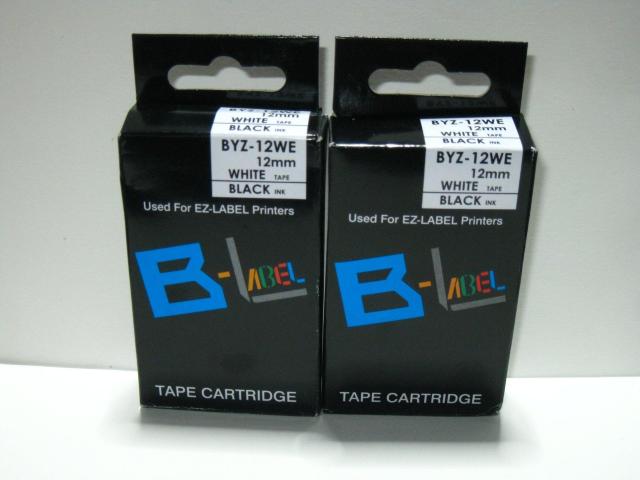 BYZ-12WE
12mm
WHITE TAPE
BLACK INK
BYZ-12WE
12mm
WHITE TAPE
BLACK INK
Used For EZ-LABEL Printers
B-LABEL
TAPE CARTRIDGE
BYZ-12WE
12mm
WHITE TAPE
BLACK INK
BYZ-12WE
12mm
WHITE TAPE
BLACK INK
Used For EZ-LABEL Printers
B-LABEL
TAPE CARTRIDGE